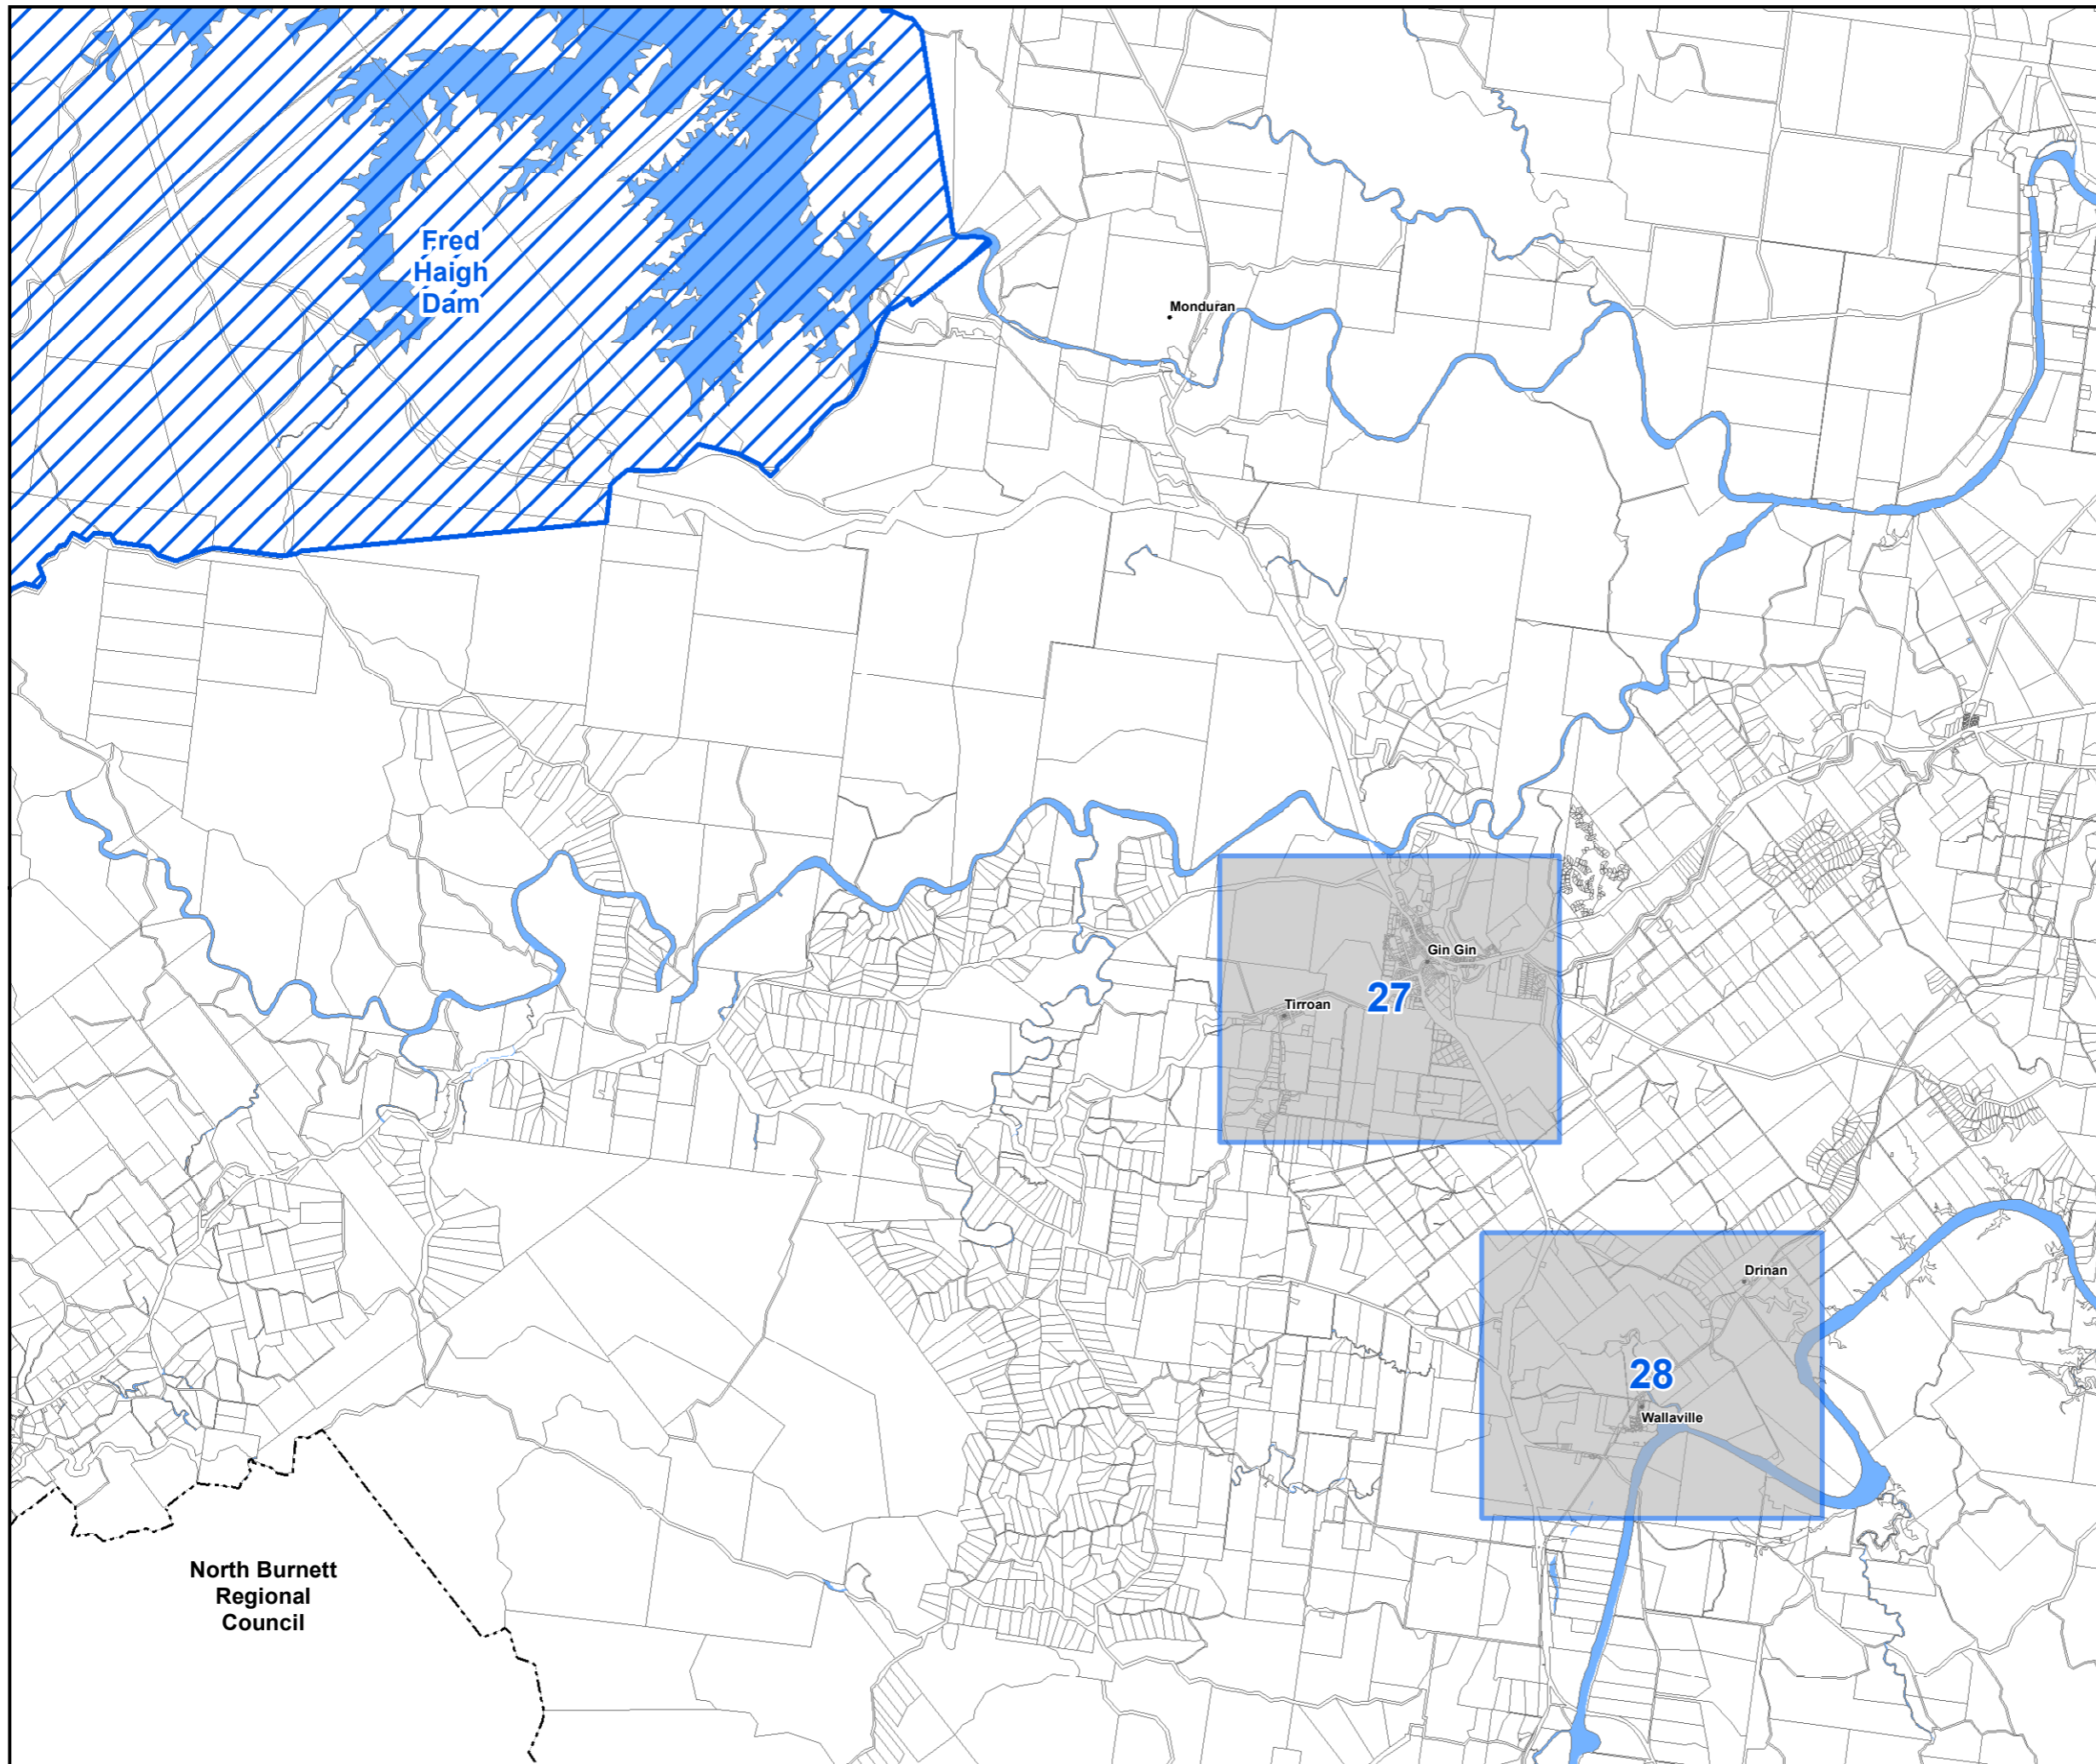 Fred
Haigh
Dam
Monduran
Gin Gin
27
Tirroan
Drinan
28
Wallaville
North Burnett
Regional
Council